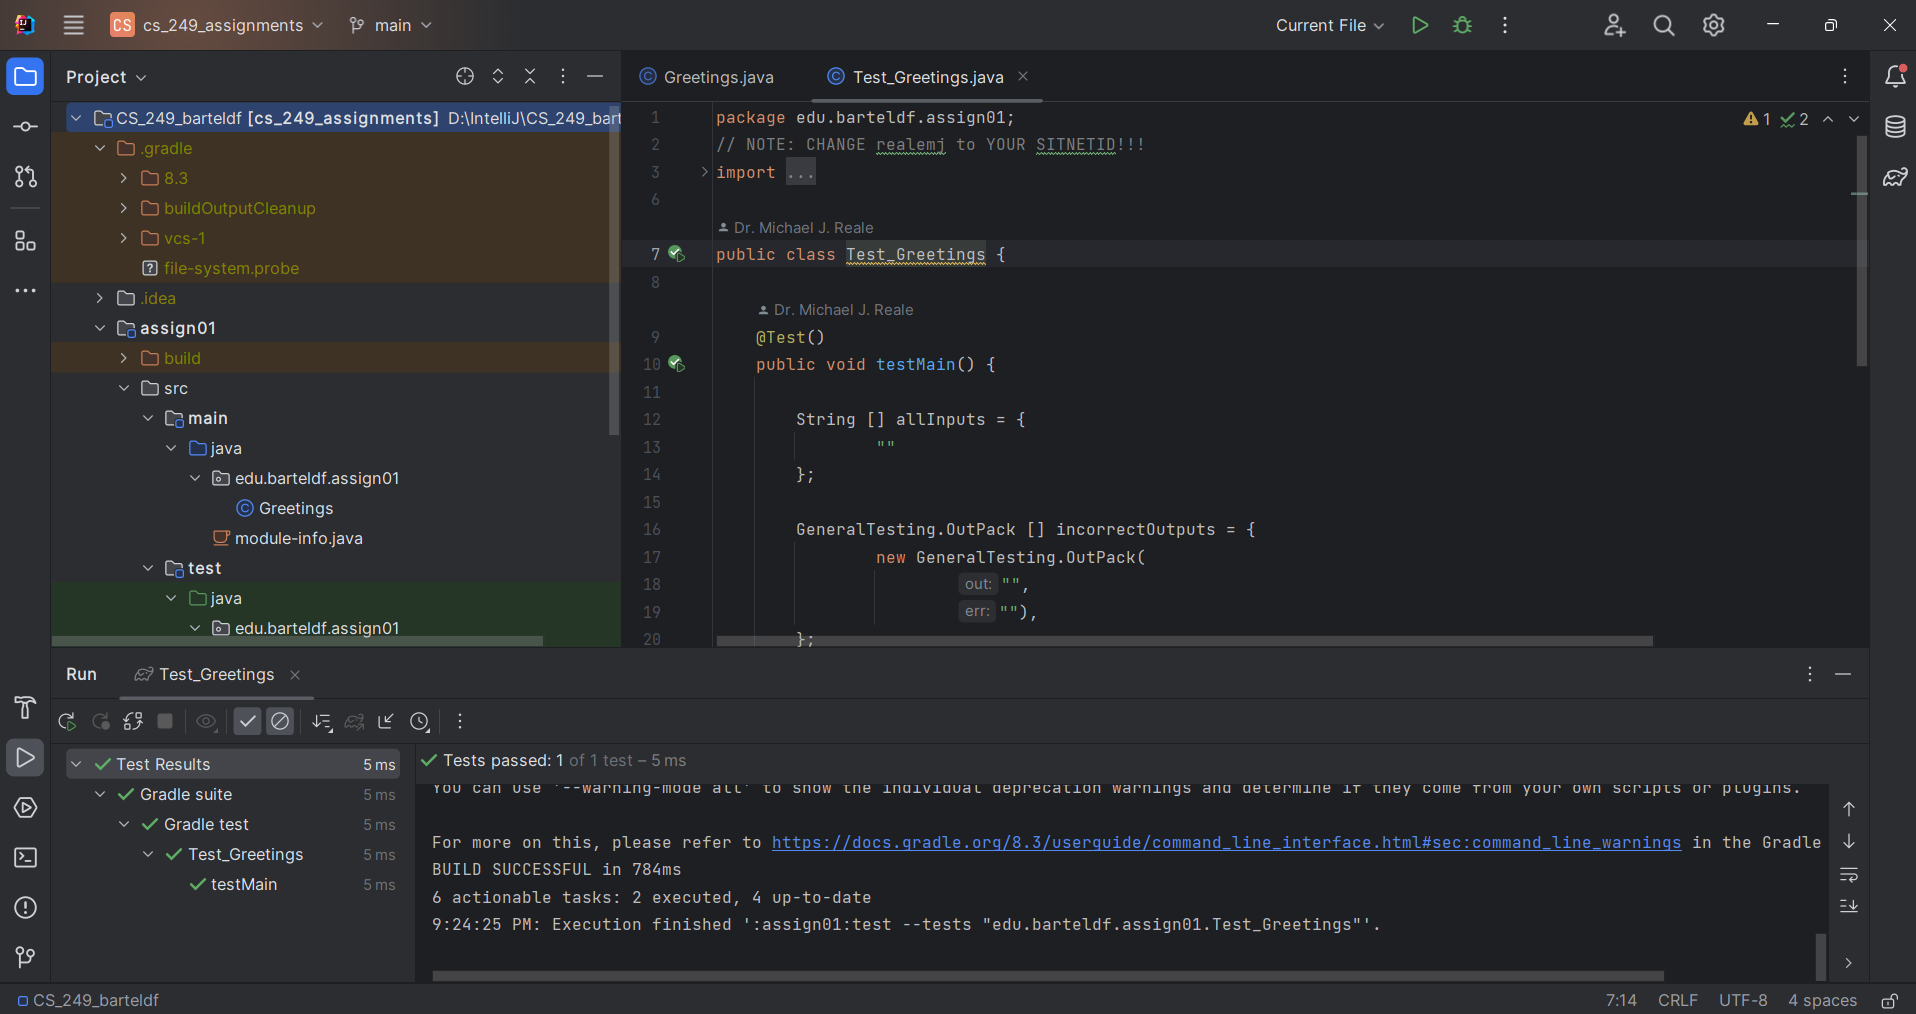 CS cs_249_assignments main Current File
Project
CS_249_barteldf [cs_249_assignments] D:\IntelliJ\CS_249_bart
.gradle
8.3
buildOutputCleanup
vcs-1
file-system.probe
.idea
assign01
build
src
main
java
edu.barteldf.assign01
Greetings
module-info.java
test
java
edu.barteldf.assign01
Greetings.java Test_Greetings.java
1 package edu.barteldf.assign01;
1 2
2 // NOTE: CHANGE realemj to YOUR SITNETID!!!
3 import ...
6
Dr. Michael J. Reale
7 public class Test_Greetings {
8
Dr. Michael J. Reale
9 @Test()
10 public void testMain() {
11
12 String [] allInputs = {
13 ""
14 };
15
16 GeneralTesting.OutPack [] incorrectOutputs = {
17 new GeneralTesting.OutPack(
18 out: "",
19 err: ""),
20 };
Run Test_Greetings
Test Results 5 ms
Gradle suite 5 ms
Gradle test 5 ms
Test_Greetings 5 ms
testMain 5 ms
Tests passed: 1 of 1 test – 5 ms
You can use '--warning-mode all' to show the individual deprecation warnings and determine if they come from your own scripts or plugins.
For more on this, please refer to https://docs.gradle.org/8.3/userguide/command_line_interface.html#sec:command_line_warnings in the Gradle
BUILD SUCCESSFUL in 784ms
6 actionable tasks: 2 executed, 4 up-to-date
9:24:25 PM: Execution finished ':assign01:test --tests "edu.barteldf.assign01.Test_Greetings"'.
CS_249_barteldf 7:14 CRLF UTF-8 4 spaces